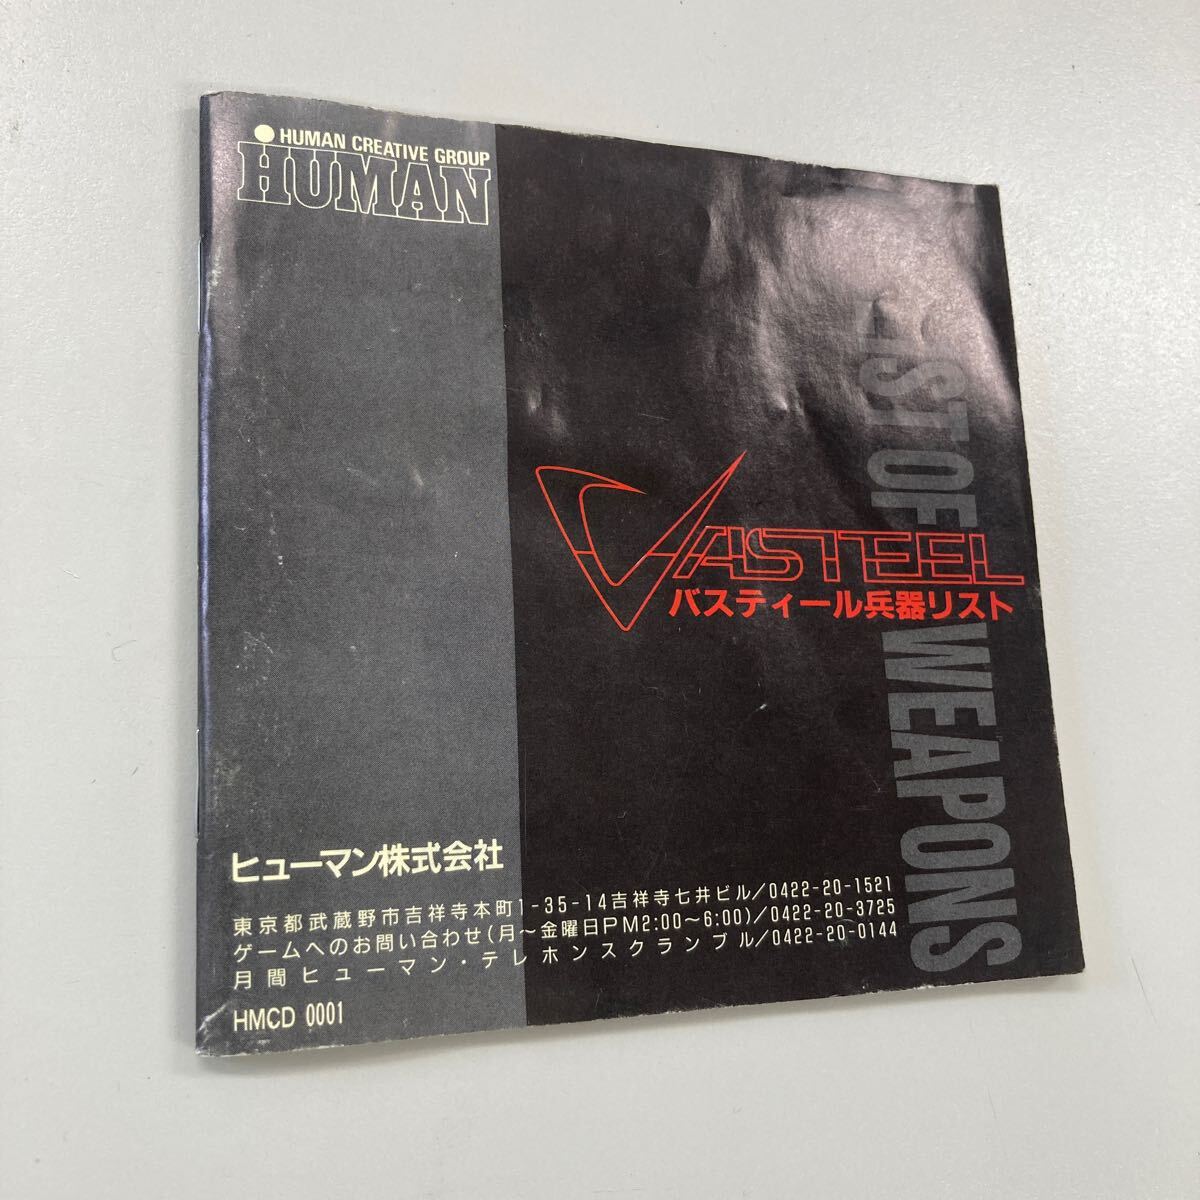 HUMAN CREATIVE GROUP
HUMAN
LIST OF WEAPONS
VASTEEL
バスティール兵器リスト
ヒューマン株式会社
東京都武蔵野市吉祥寺本町1-35-14吉祥寺七井ビル/0422-20-1521
ゲームへのお問い合わせ(月〜金曜日PM2:00〜6:00)/0422-20-3725
月間ヒューマン・テレホンスクランブル/0422-20-0144
HMCD 0001